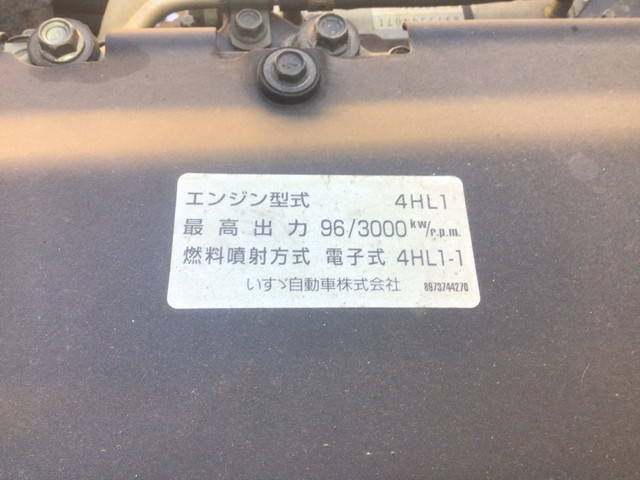 エンジン型式 4HL1
最高出力 96/3000 kw/r.p.m.
燃料噴射方式 電子式 4HL1-1
いすゞ自動車株式会社 8973744270